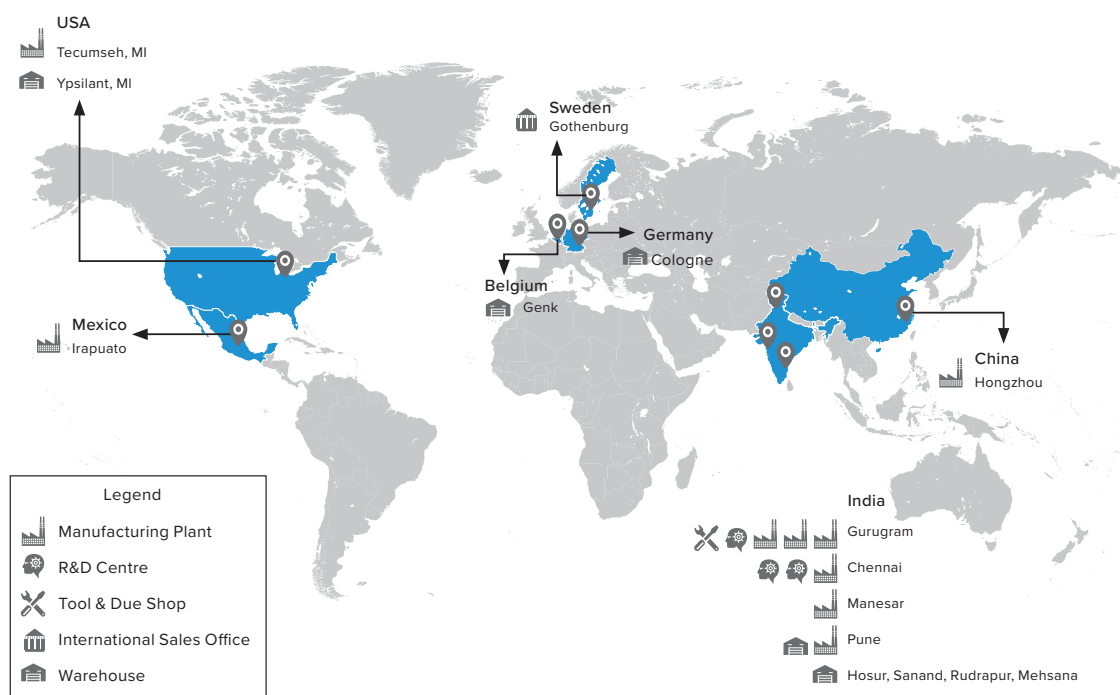 USA
Tecumseh, MI
Ypsilant, MI
Sweden
Gothenburg
Germany
Cologne
Belgium
Genk
Mexico
Irapuato
China
Hongzhou
Legend
Manufacturing Plant
R&D Centre
Tool & Due Shop
International Sales Office
Warehouse
India
Gurugram
Chennai
Manesar
Pune
Hosur, Sanand, Rudrapur, Mehsana